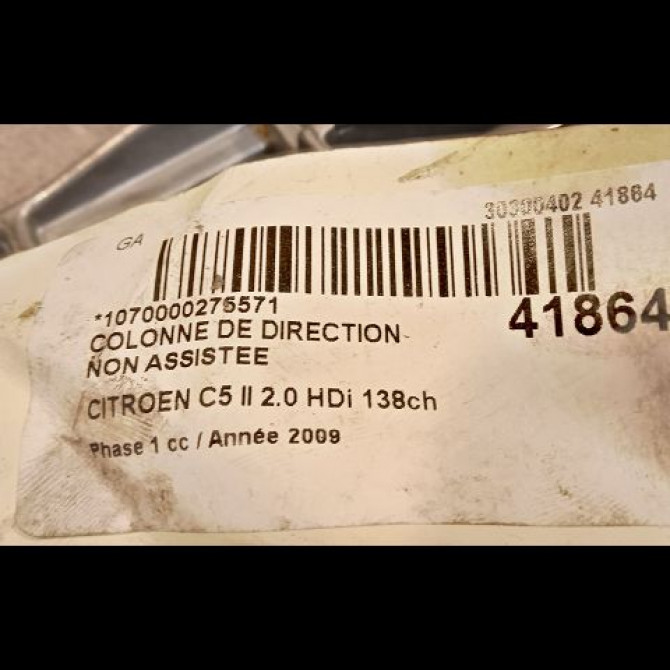 GA
30300402 41864
*1070000275571
41864
COLONNE DE DIRECTION
NON ASSISTEE
CITROEN C5 II 2.0 HDi 138ch
Phase 1 cc / Année 2009